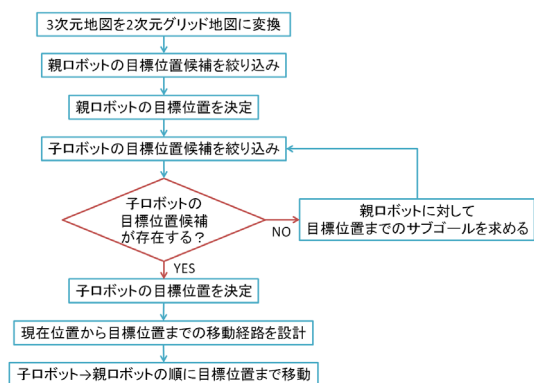 3次元地図を2次元グリッド地図に変換
親ロボットの目標位置候補を絞り込み
親ロボットの目標位置を決定
子ロボットの目標位置候補を絞り込み
子ロボットの
目標位置候補
が存在する？
NO
親ロボットに対して
目標位置までのサブゴールを求める
YES
子ロボットの目標位置を決定
現在位置から目標位置までの移動経路を設計
子ロボット→親ロボットの順に目標位置まで移動